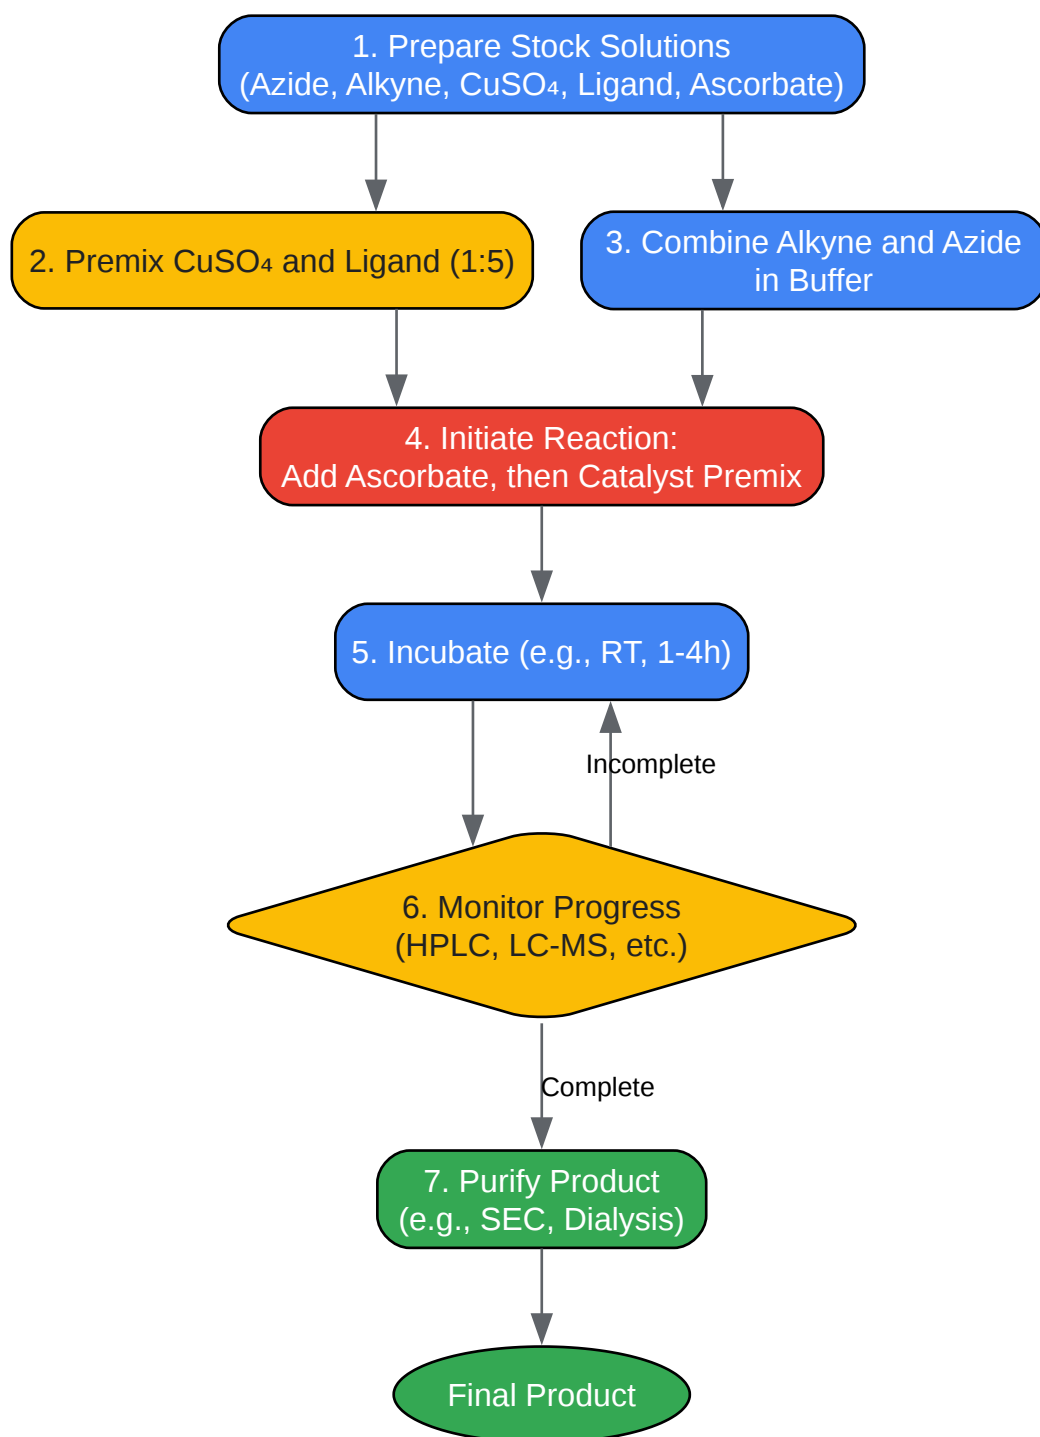 1. Prepare Stock Solutions
(Azide, Alkyne, CuSO₄, Ligand, Ascorbate)
2. Premix CuSO₄ and Ligand (1:5)
3. Combine Alkyne and Azide
in Buffer
4. Initiate Reaction:
Add Ascorbate, then Catalyst Premix
5. Incubate (e.g., RT, 1-4h)
Incomplete
6. Monitor Progress
(HPLC, LC-MS, etc.)
Complete
7. Purify Product
(e.g., SEC, Dialysis)
Final Product